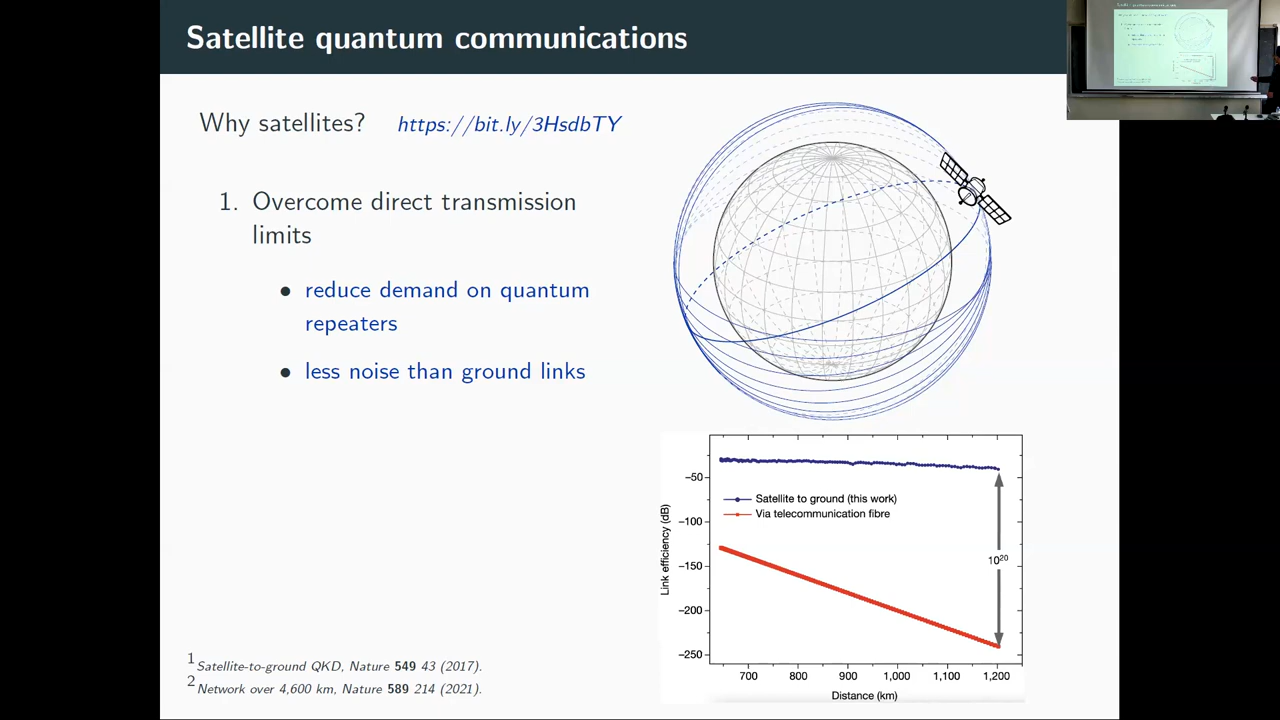 Satellite quantum communications
Why satellites? https://bit.ly/3HsdbTY
1. Overcome direct transmission
limits
• reduce demand on quantum
repeaters
• less noise than ground links
Link efficiency (dB)
−50
−100
−150
−200
−250
Satellite to ground (this work)
Via telecommunication fibre
10²⁰
700 800 900 1,000 1,100 1,200
Distance (km)
1 Satellite-to-ground QKD, Nature 549 43 (2017).
2 Network over 4,600 km, Nature 589 214 (2021).